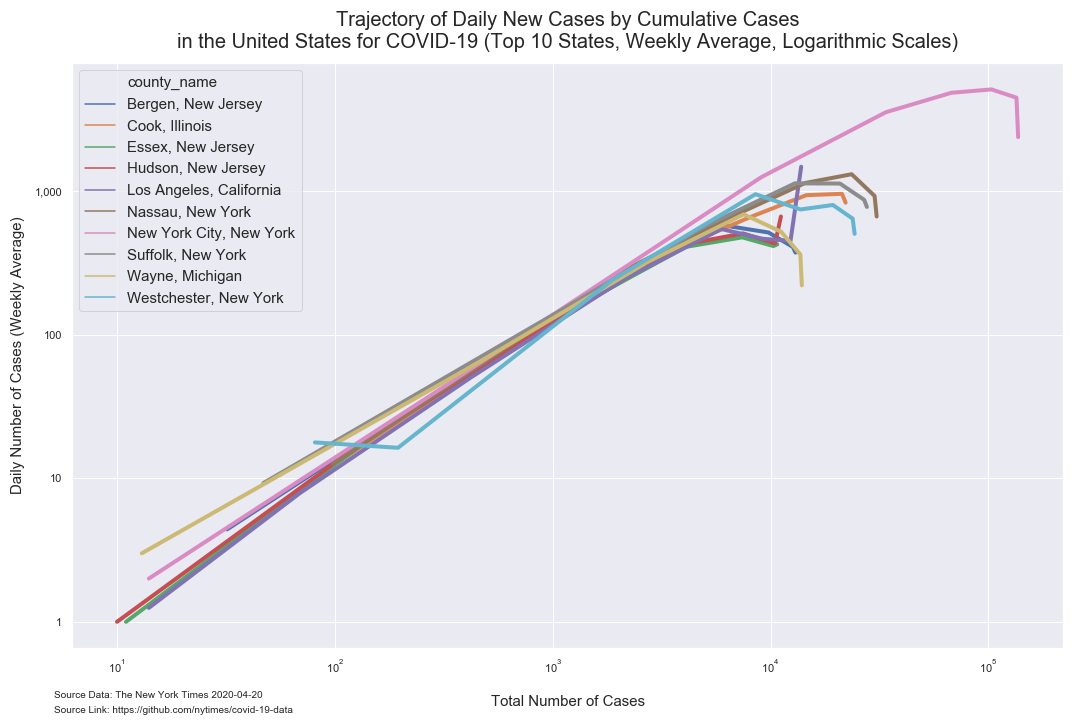 Trajectory of Daily New Cases by Cumulative Cases
in the United States for COVID-19 (Top 10 States, Weekly Average, Logarithmic Scales)
county_name
Bergen, New Jersey
Cook, Illinois
Essex, New Jersey
Hudson, New Jersey
Los Angeles, California
Nassau, New York
New York City, New York
Suffolk, New York
Wayne, Michigan
Westchester, New York
Daily Number of Cases (Weekly Average)
1,000
100
10
1
10¹ 10² 10³ 10⁴ 10⁵
Total Number of Cases
Source Data: The New York Times 2020-04-20
Source Link: https://github.com/nytimes/covid-19-data